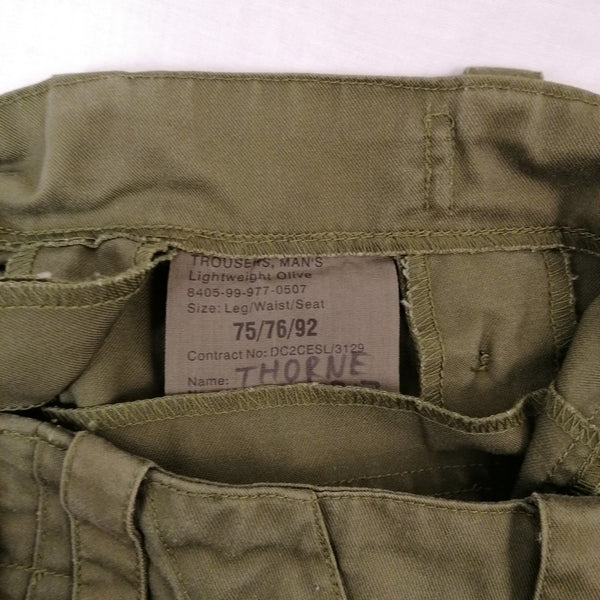 TROUSERS, MAN'S
Lightweight Olive
8405-99-977-0507
Size: Leg/Waist/Seat
75/76/92
Contract No: DC2CESL/3129
Name: THORNE